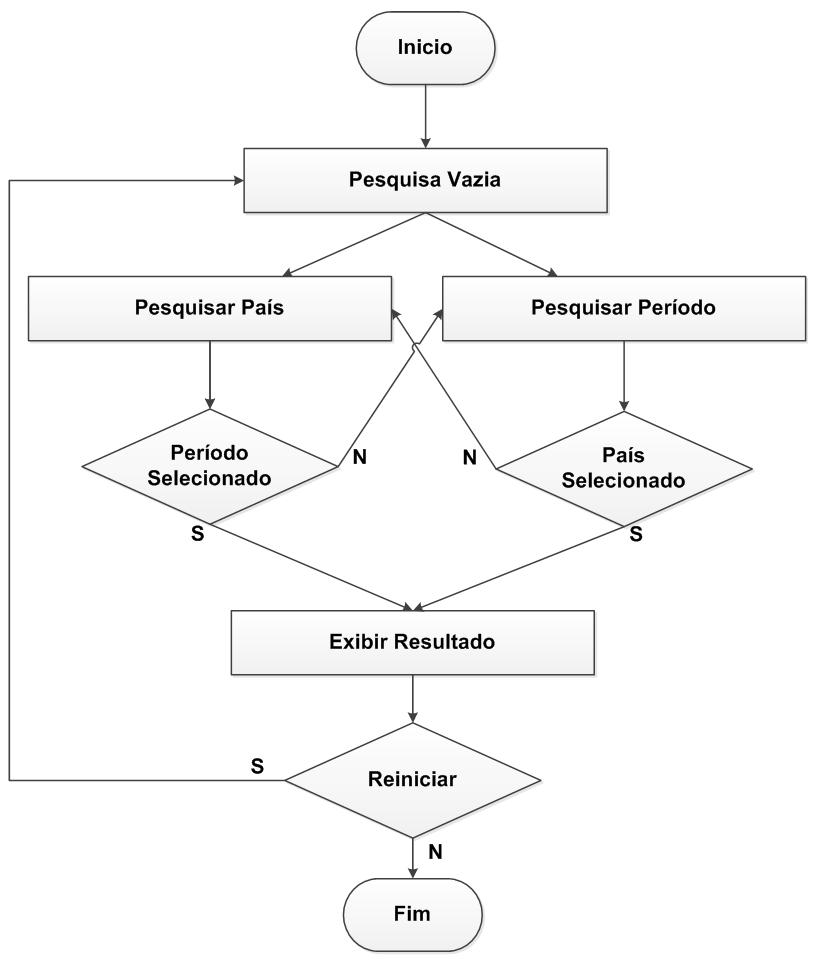 Inicio
Pesquisa Vazia
Pesquisar País
Pesquisar Período
Período
Selecionado
N
N
País
Selecionado
S
S
Exibir Resultado
S
Reiniciar
N
Fim